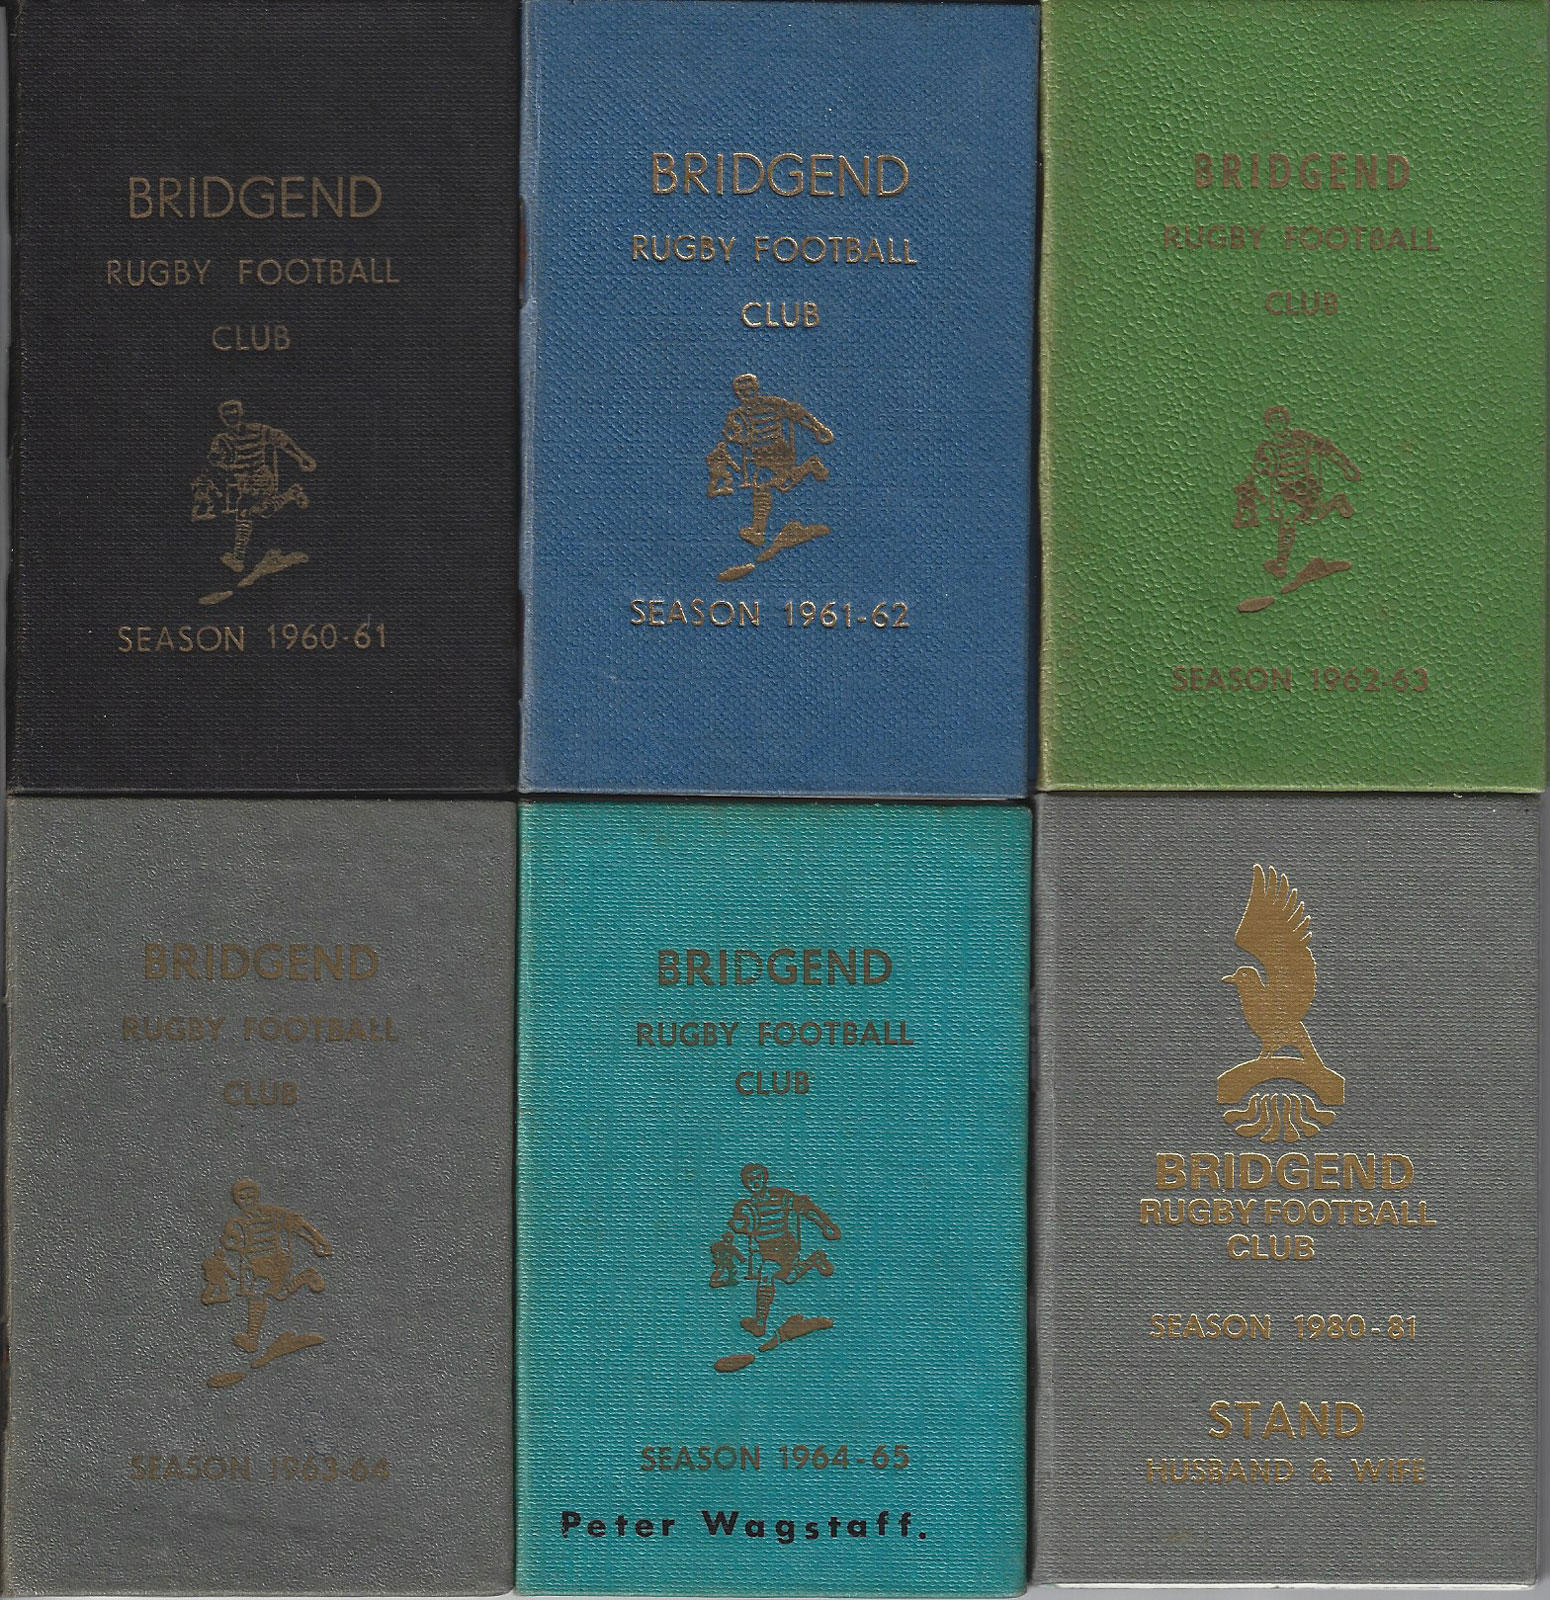 BRIDGEND
RUGBY FOOTBALL
CLUB
SEASON 1960-61
BRIDGEND
RUGBY FOOTBALL
CLUB
SEASON 1961-62
BRIDGEND
RUGBY FOOTBALL
CLUB
SEASON 1962-63
BRIDGEND
RUGBY FOOTBALL
CLUB
SEASON 1963-64
BRIDGEND
RUGBY FOOTBALL
CLUB
SEASON 1964-65
Peter Wagstaff.
BRIDGEND
RUGBY FOOTBALL
CLUB
SEASON 1980-81
STAND
HUSBAND & WIFE